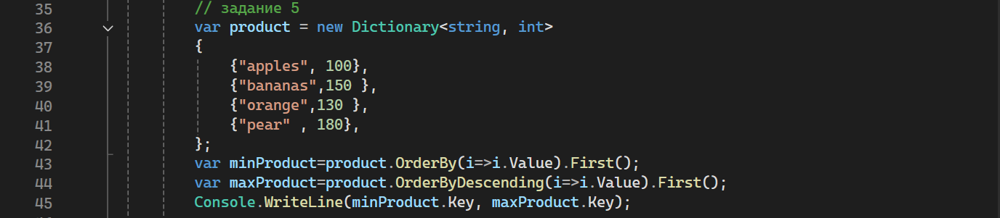 35 // задание 5
36 var product = new Dictionary<string, int>
37 {
38 {"apples", 100},
39 {"bananas",150 },
40 {"orange",130 },
41 {"pear" , 180},
42 };
43 var minProduct=product.OrderBy(i=>i.Value).First();
44 var maxProduct=product.OrderByDescending(i=>i.Value).First();
45 Console.WriteLine(minProduct.Key, maxProduct.Key);